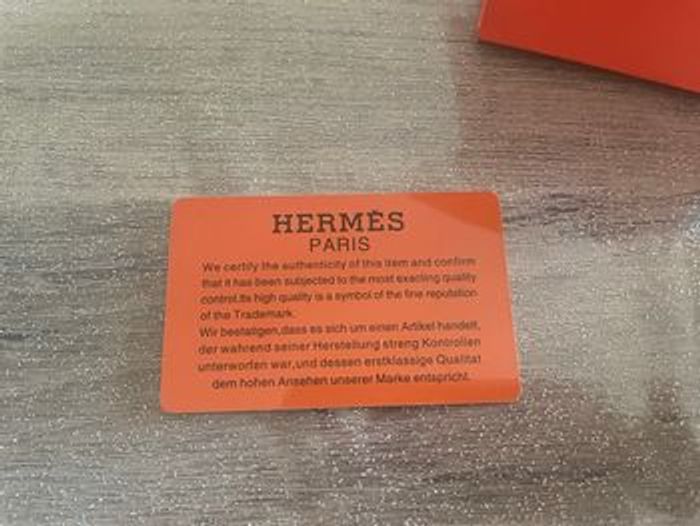 HERMÈS
PARIS
We certify the authenticity of this item and confirm
that it has been subjected to the most exacting quality
control.Its high quality is a symbol of the fine reputation
of the Trademark.
Wir bestatigen,dass es sich um einen Artikel handelt,
der wahrend seiner Herstellung streng Kontrollen
unterworfen war,und dessen erstklassige Qualitat
dem hohen Ansehen unserer Marke entspricht.